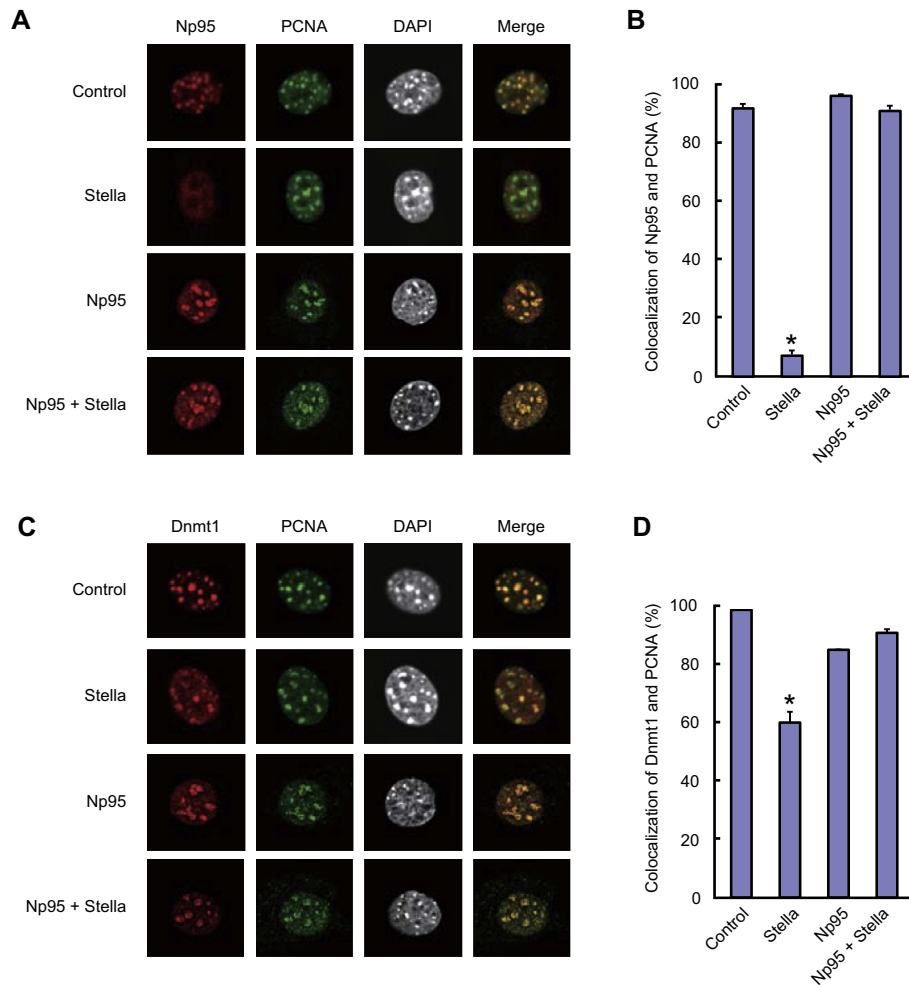 A
Np95 PCNA DAPI Merge
Control
Stella
Np95
Np95 + Stella
B
Colocalization of Np95 and PCNA (%)
100
80
60
40
20
0
*
Control
Stella
Np95
Np95 + Stella
C
Dnmt1 PCNA DAPI Merge
Control
Stella
Np95
Np95 + Stella
D
Colocalization of Dnmt1 and PCNA (%)
100
80
60
40
20
0
*
Control
Stella
Np95
Np95 + Stella